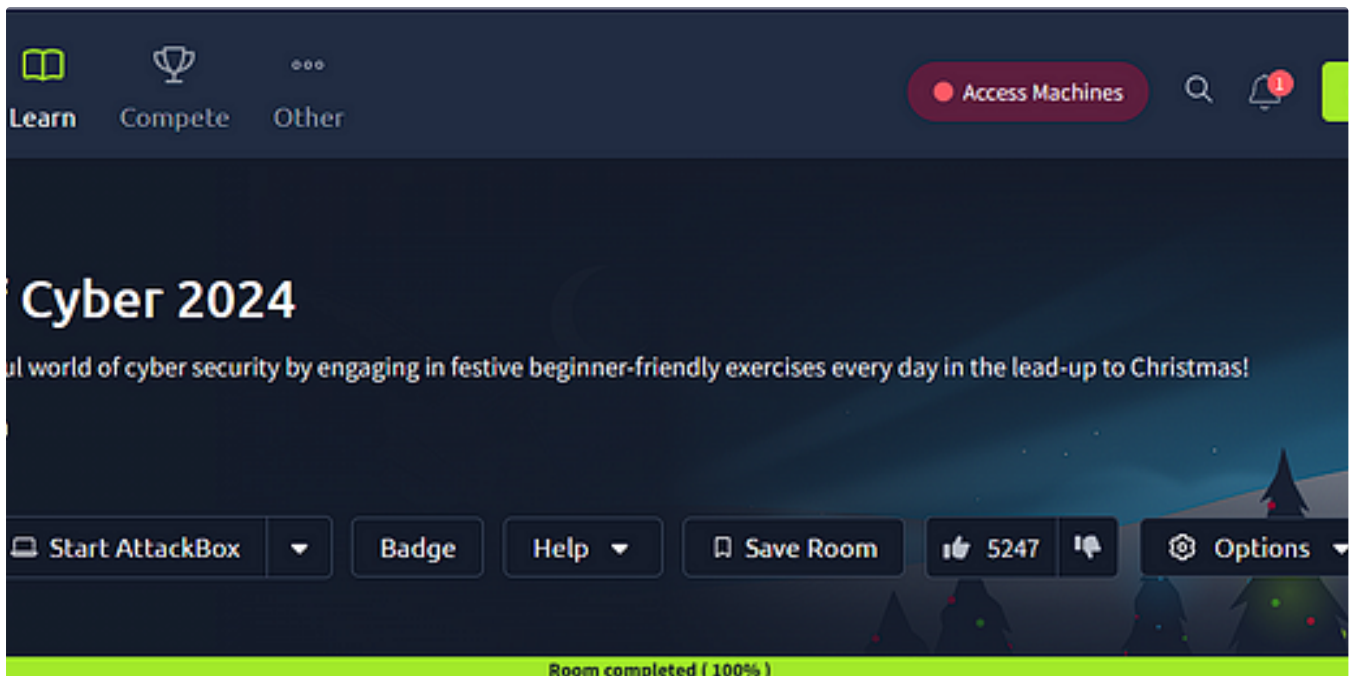 Access Machines
1
Learn Compete Other
Cyber 2024
ul world of cyber security by engaging in festive beginner-friendly exercises every day in the lead-up to Christmas!
Start AttackBox Badge Help Save Room 5247 Options
Room completed ( 100% )